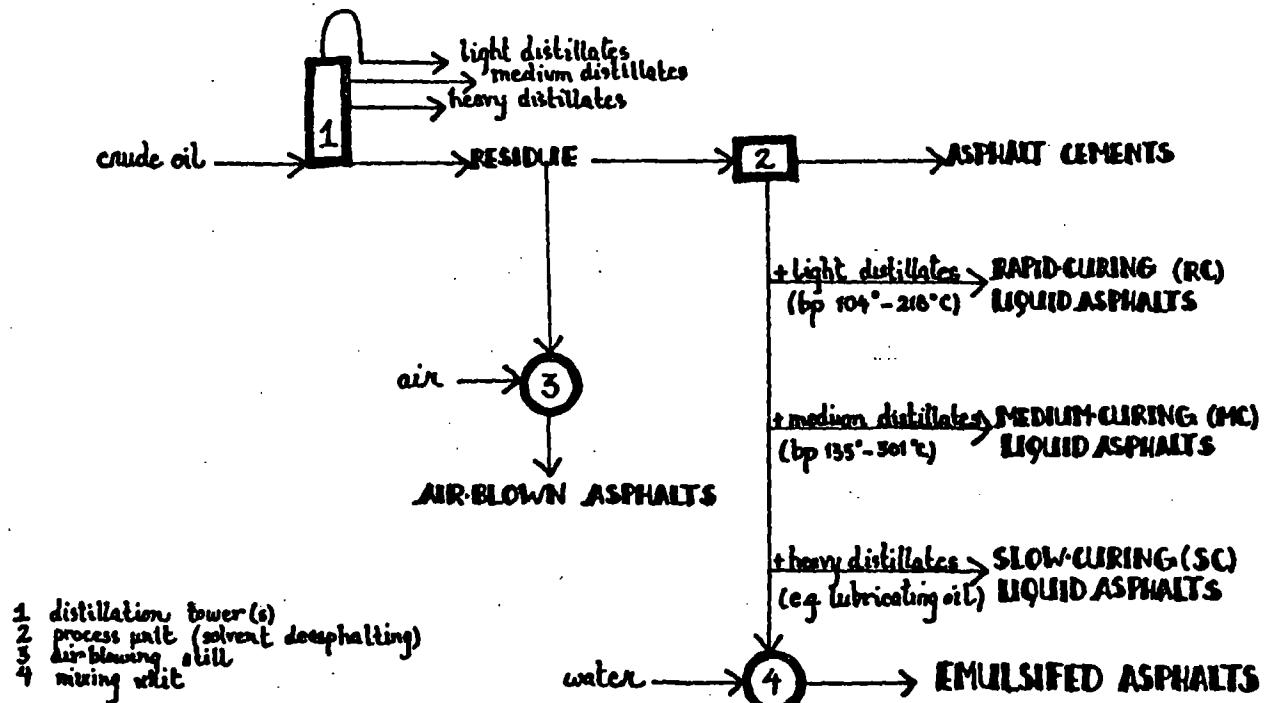 light distillates
medium distillates
heavy distillates
1
crude oil
RESIDUE
2
ASPHALT CEMENTS
+ light distillates
(bp 104°-218°C)
RAPID-CURING (RC)
LIQUID ASPHALTS
air
3
AIR-BLOWN ASPHALTS
+ medium distillates
(bp 135°-301°C)
MEDIUM-CURING (MC)
LIQUID ASPHALTS
+ heavy distillates
(eg lubricating oil)
SLOW-CURING (SC)
LIQUID ASPHALTS
1 distillation tower(s)
2 process unit (solvent deasphalting)
3 air-blowing still
4 mixing unit
water
4
EMULSIFED ASPHALTS